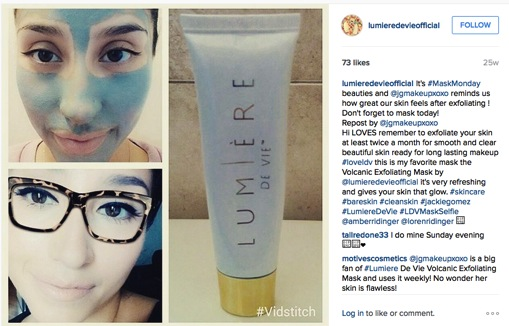 lumieredevieofficial
FOLLOW
73 likes
25w
lumieredevieofficial It's #MaskMonday
beauties and @jgmakeupxoxo reminds us
how great our skin feels after exfoliating !
Don't forget to mask today!
Repost by @jgmakeupxoxo
Hi LOVES remember to exfoliate your skin
at least twice a month for smooth and clear
beautiful skin ready for long lasting makeup
#loveldv this is my favorite mask the
Volcanic Exfoliating Mask by
@lumieredevieofficial it's very refreshing
and gives your skin that glow. #skincare
#bareskin #cleanskin #jackiegomez
#LumiereDeVie #LDVMaskSelfie
@amberridinger @lorenridinger
tallredone33 I do mine Sunday evening
motivescosmetics @jgmakeupxoxo is a big
fan of #Lumiere De Vie Volcanic Exfoliating
Mask and uses it weekly! No wonder her
skin is flawless!
Log in to like or comment.
LUMIÈRE
DE VIE™
#Vidstitch